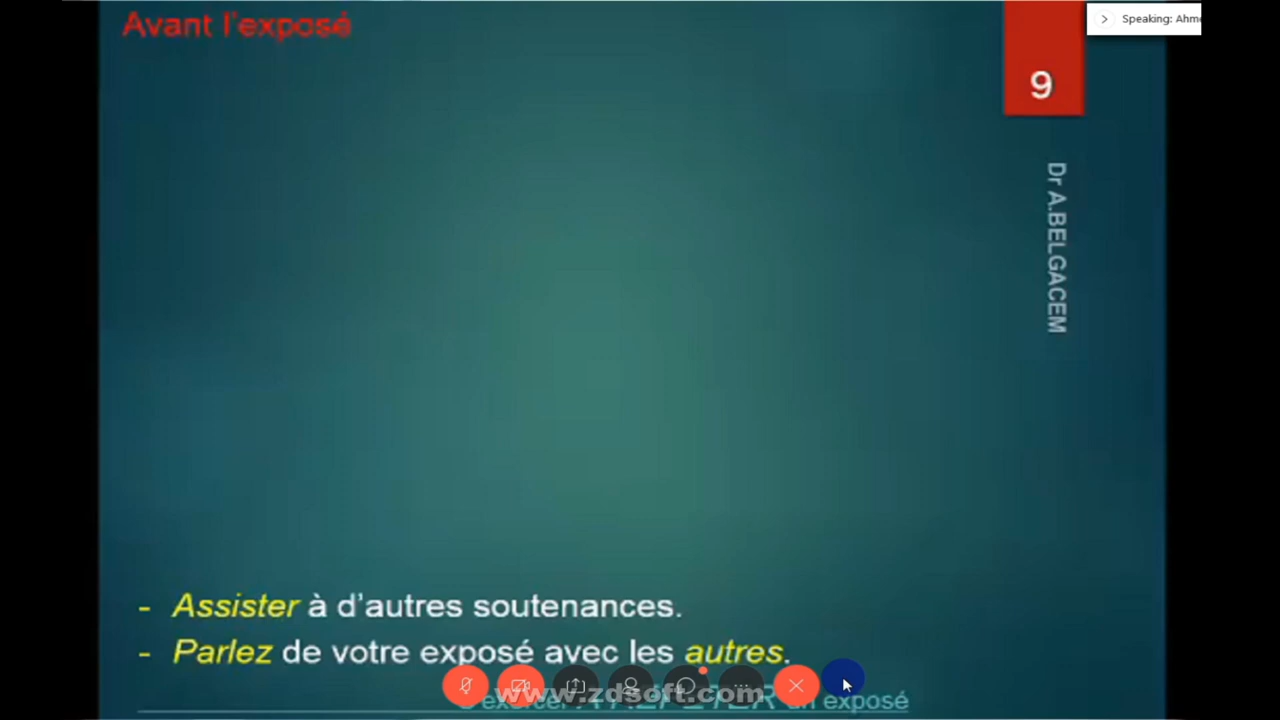 Avant l'exposé
Speaking: Ahm
9
Dr A.BELGACEM
- Assister à d'autres soutenances.
- Parlez de votre exposé avec les autres.
www.zdsoft.com
exposé